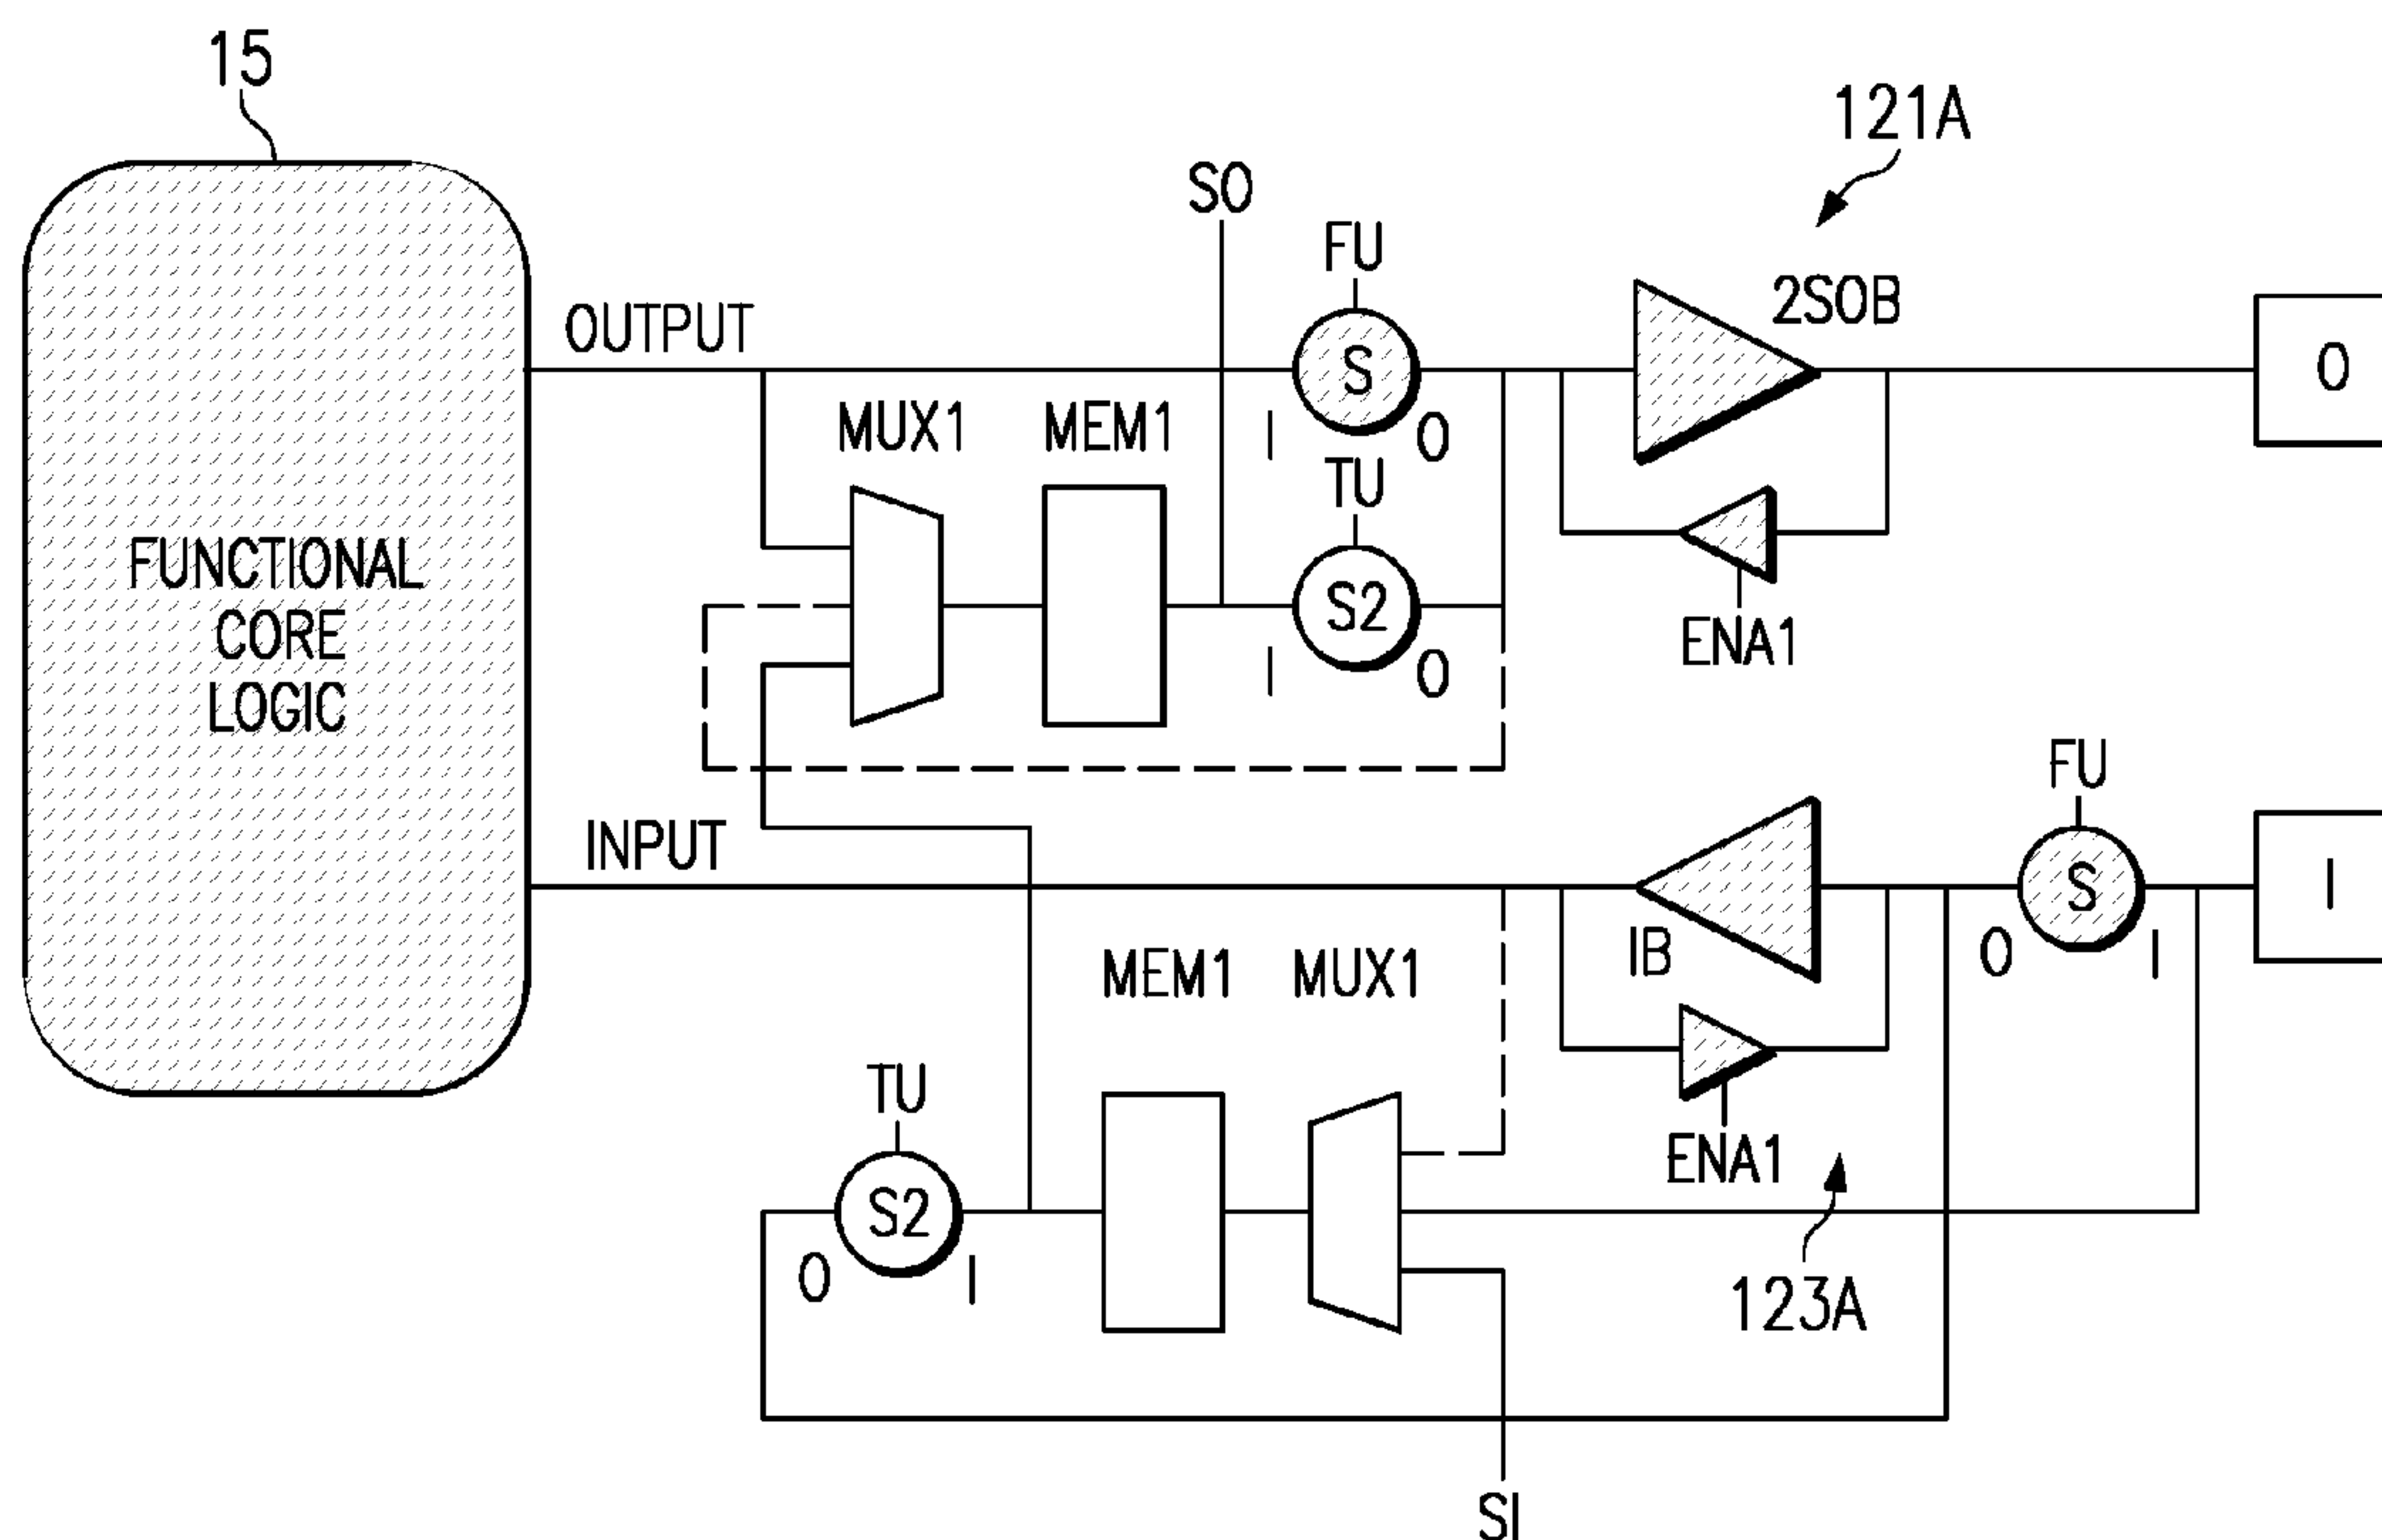 15
121A
SO
FU
OUTPUT
2SOB
S
O
MUX1
MEM1
I
O
TU
FUNCTIONAL
CORE
LOGIC
S2
ENA1
I
O
FU
INPUT
S
I
IB
O
I
MEM1
MUX1
TU
ENA1
S2
O
I
123A
SI